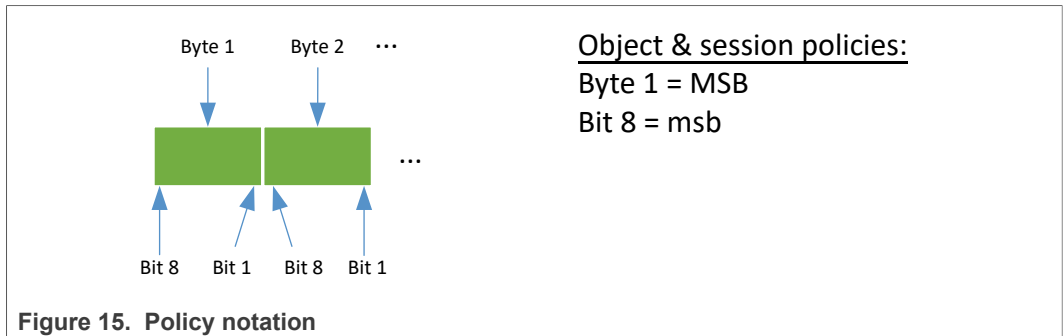 Byte 1 Byte 2 ...
Object & session policies:
Byte 1 = MSB
Bit 8 = msb
...
Bit 8 Bit 1 Bit 8 Bit 1
Figure 15. Policy notation